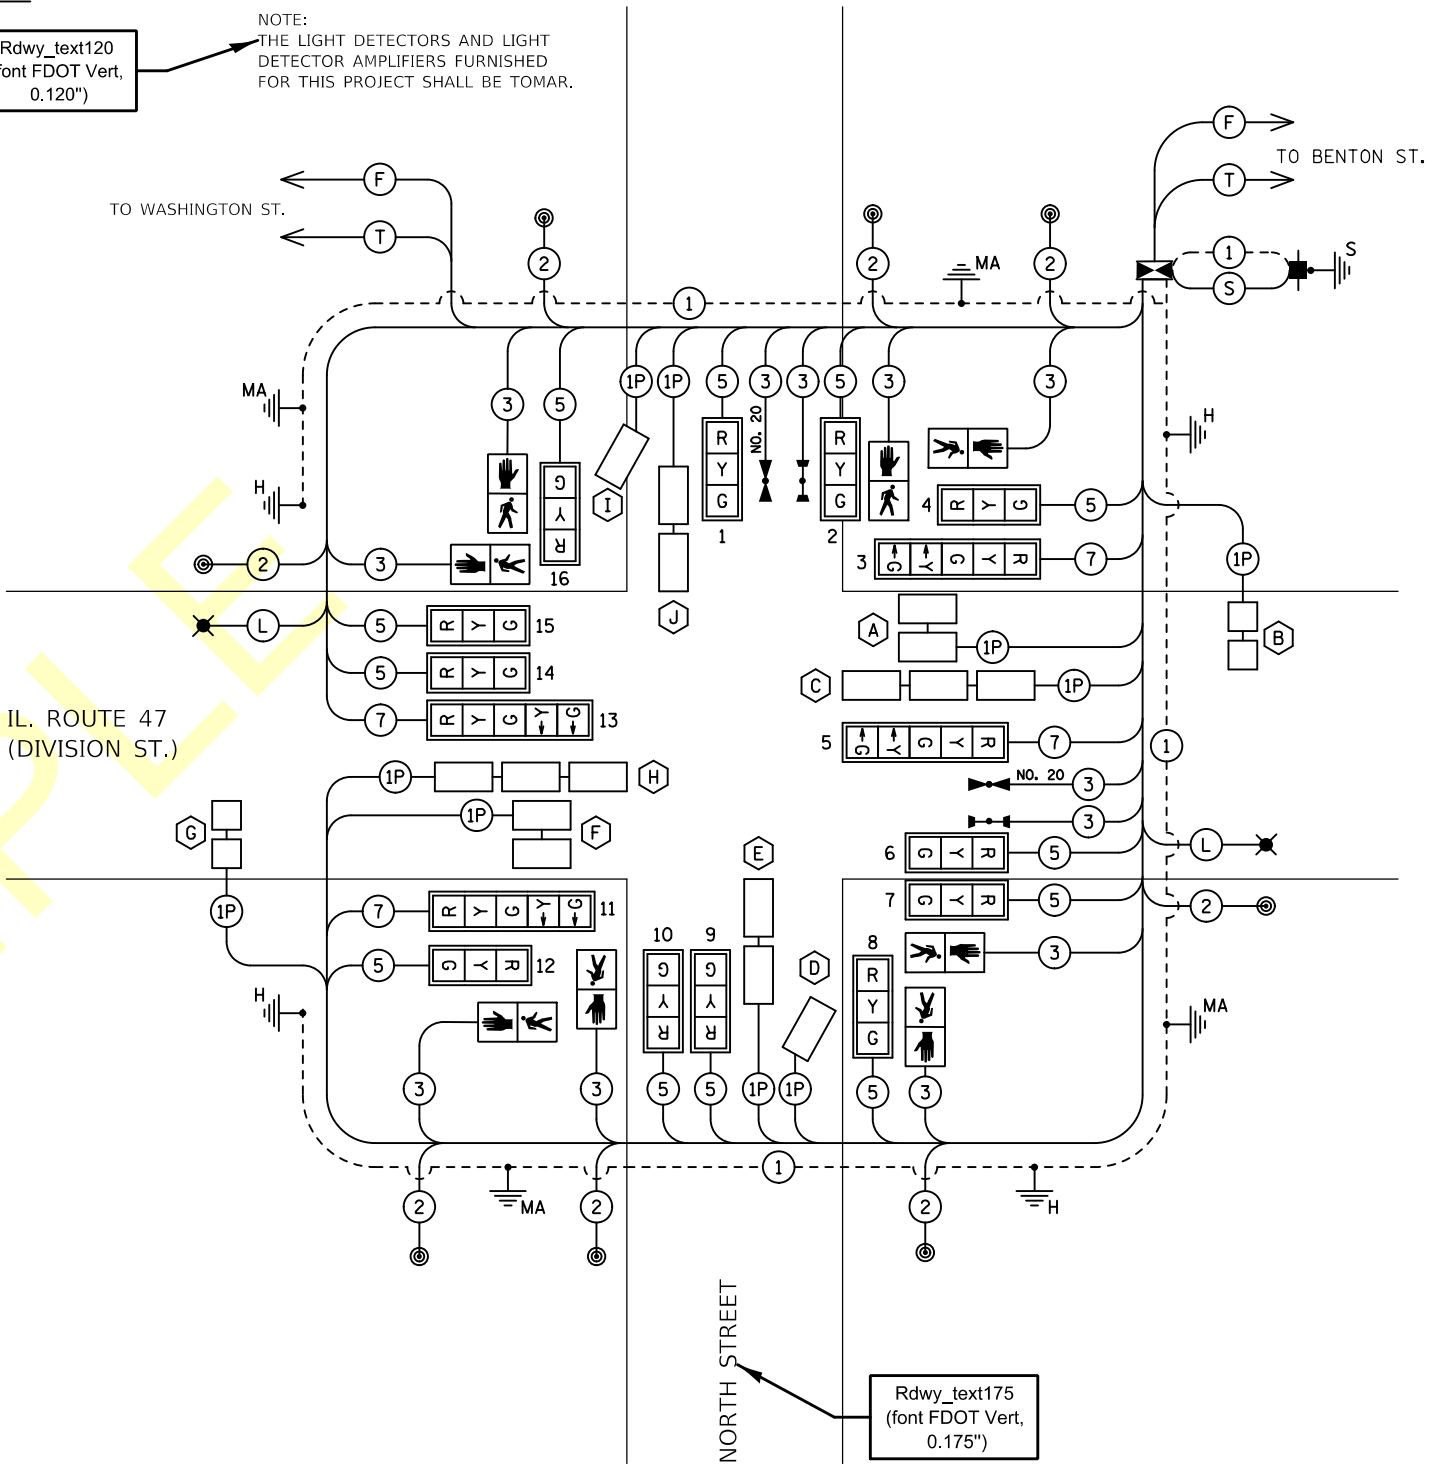 Rdwy_text120
font FDOT Vert,
0.120")
NOTE:
THE LIGHT DETECTORS AND LIGHT
DETECTOR AMPLIFIERS FURNISHED
FOR THIS PROJECT SHALL BE TOMAR.
F
TO BENTON ST.
T
F
TO WASHINGTON ST.
T
2
2
2
MA
1
S
S
1
3
5
1P
1P
5
3
3
5
3
3
MA
NO. 20
H
R Y G
1
R Y G
2
G Y R
16
I
J
4
R Y G
5
3
G Y G Y R
7
H
1P
B
2
3
L
5
R Y G
15
5
R Y G
14
7
R Y G Y G
13
A
1P
C
1P
IL. ROUTE 47
(DIVISION ST.)
5
G Y G Y R
7
1
NO. 20
3
3
1P
H
G
1P
F
E
6
G Y R
5
L
7
G Y R
5
2
1P
7
R Y G Y G
11
5
G Y R
12
10
G Y R
9
G Y R
D
8
R Y G
3
H
MA
3
3
5
5
1P
1P
5
3
1
MA
H
2
2
2
NORTH STREET
Rdwy_text175
(font FDOT Vert,
0.175")
PLE